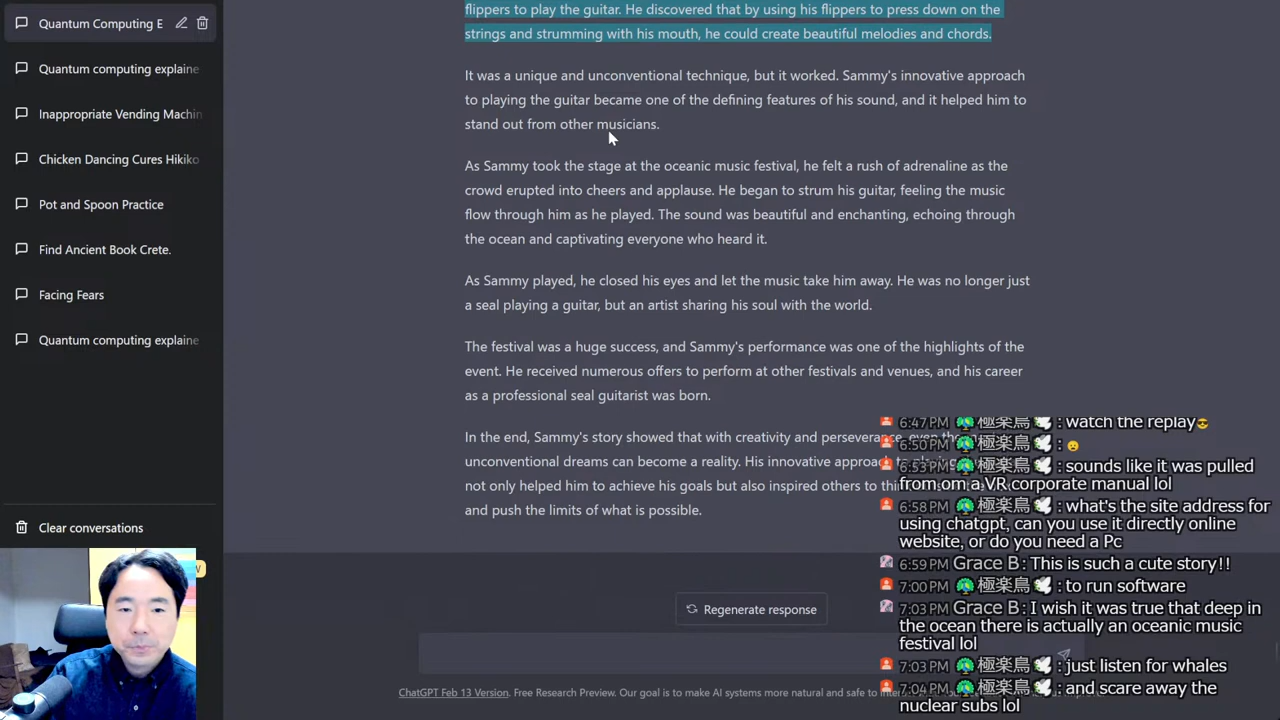 Quantum Computing E
Quantum computing explaine
Inappropriate Vending Machin
Chicken Dancing Cures Hikiko
Pot and Spoon Practice
Find Ancient Book Crete.
Facing Fears
Quantum computing explaine
Clear conversations
flippers to play the guitar. He discovered that by using his flippers to press down on the
strings and strumming with his mouth, he could create beautiful melodies and chords.
It was a unique and unconventional technique, but it worked. Sammy's innovative approach
to playing the guitar became one of the defining features of his sound, and it helped him to
stand out from other musicians.
As Sammy took the stage at the oceanic music festival, he felt a rush of adrenaline as the
crowd erupted into cheers and applause. He began to strum his guitar, feeling the music
flow through him as he played. The sound was beautiful and enchanting, echoing through
the ocean and captivating everyone who heard it.
As Sammy played, he closed his eyes and let the music take him away. He was no longer just
a seal playing a guitar, but an artist sharing his soul with the world.
The festival was a huge success, and Sammy's performance was one of the highlights of the
event. He received numerous offers to perform at other festivals and venues, and his career
as a professional seal guitarist was born.
In the end, Sammy's story showed that with creativity and perseverance,
unconventional dreams can become a reality. His innovative approach
not only helped him to achieve his goals but also inspired others to
and push the limits of what is possible.
Regenerate response
ChatGPT Feb 13 Version. Free Research Preview. Our goal is to make AI systems more natural and safe to
6:47 PM 極楽鳥 : watch the replay😎
6:50 PM 極楽鳥 : 😦
6:53 PM 極楽鳥 : sounds like it was pulled
from om a VR corporate manual lol
6:58 PM 極楽鳥 : what's the site address for
using chatgpt, can you use it directly online
website, or do you need a Pc
6:59 PM Grace B : This is such a cute story!!
7:00 PM 極楽鳥 : to run software
7:03 PM Grace B : I wish it was true that deep in
the ocean there is actually an oceanic music
festival lol
7:03 PM 極楽鳥 : just listen for whales
7:04 PM 極楽鳥 : and scare away the
nuclear subs lol